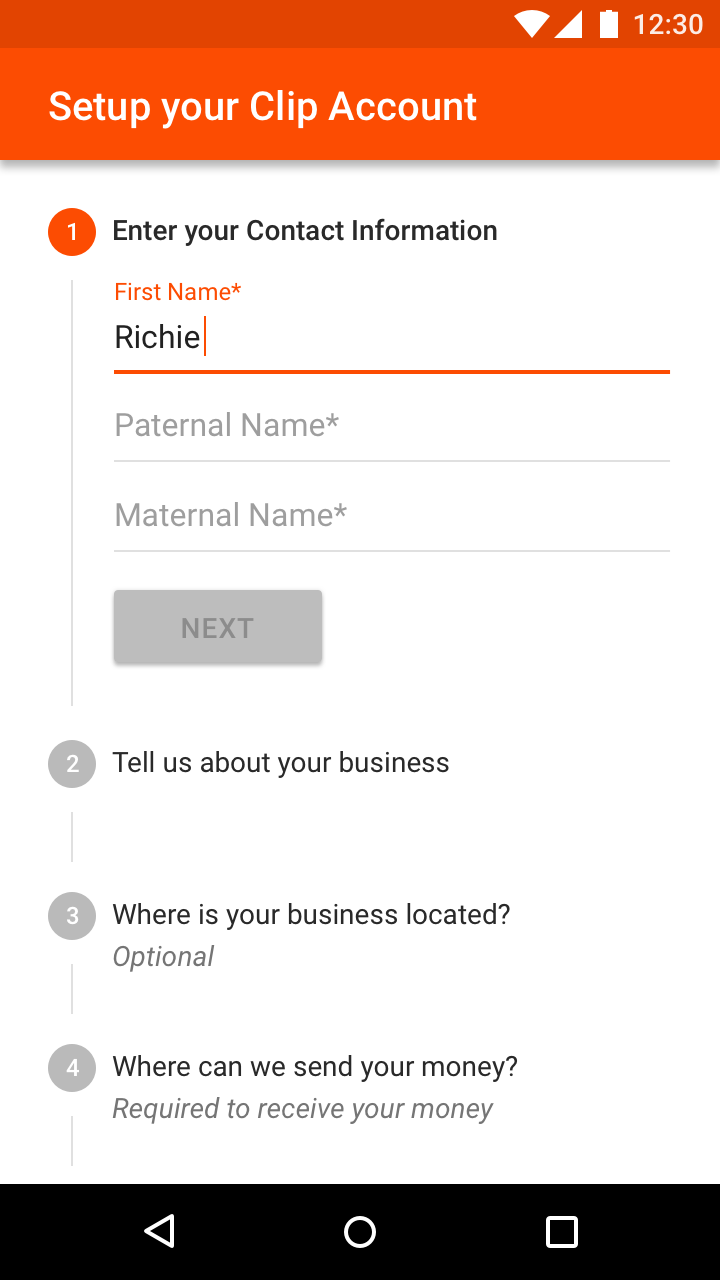 12:30
Setup your Clip Account
1 Enter your Contact Information
First Name*
Richie
Paternal Name*
Maternal Name*
NEXT
2 Tell us about your business
3 Where is your business located?
Optional
4 Where can we send your money?
Required to receive your money